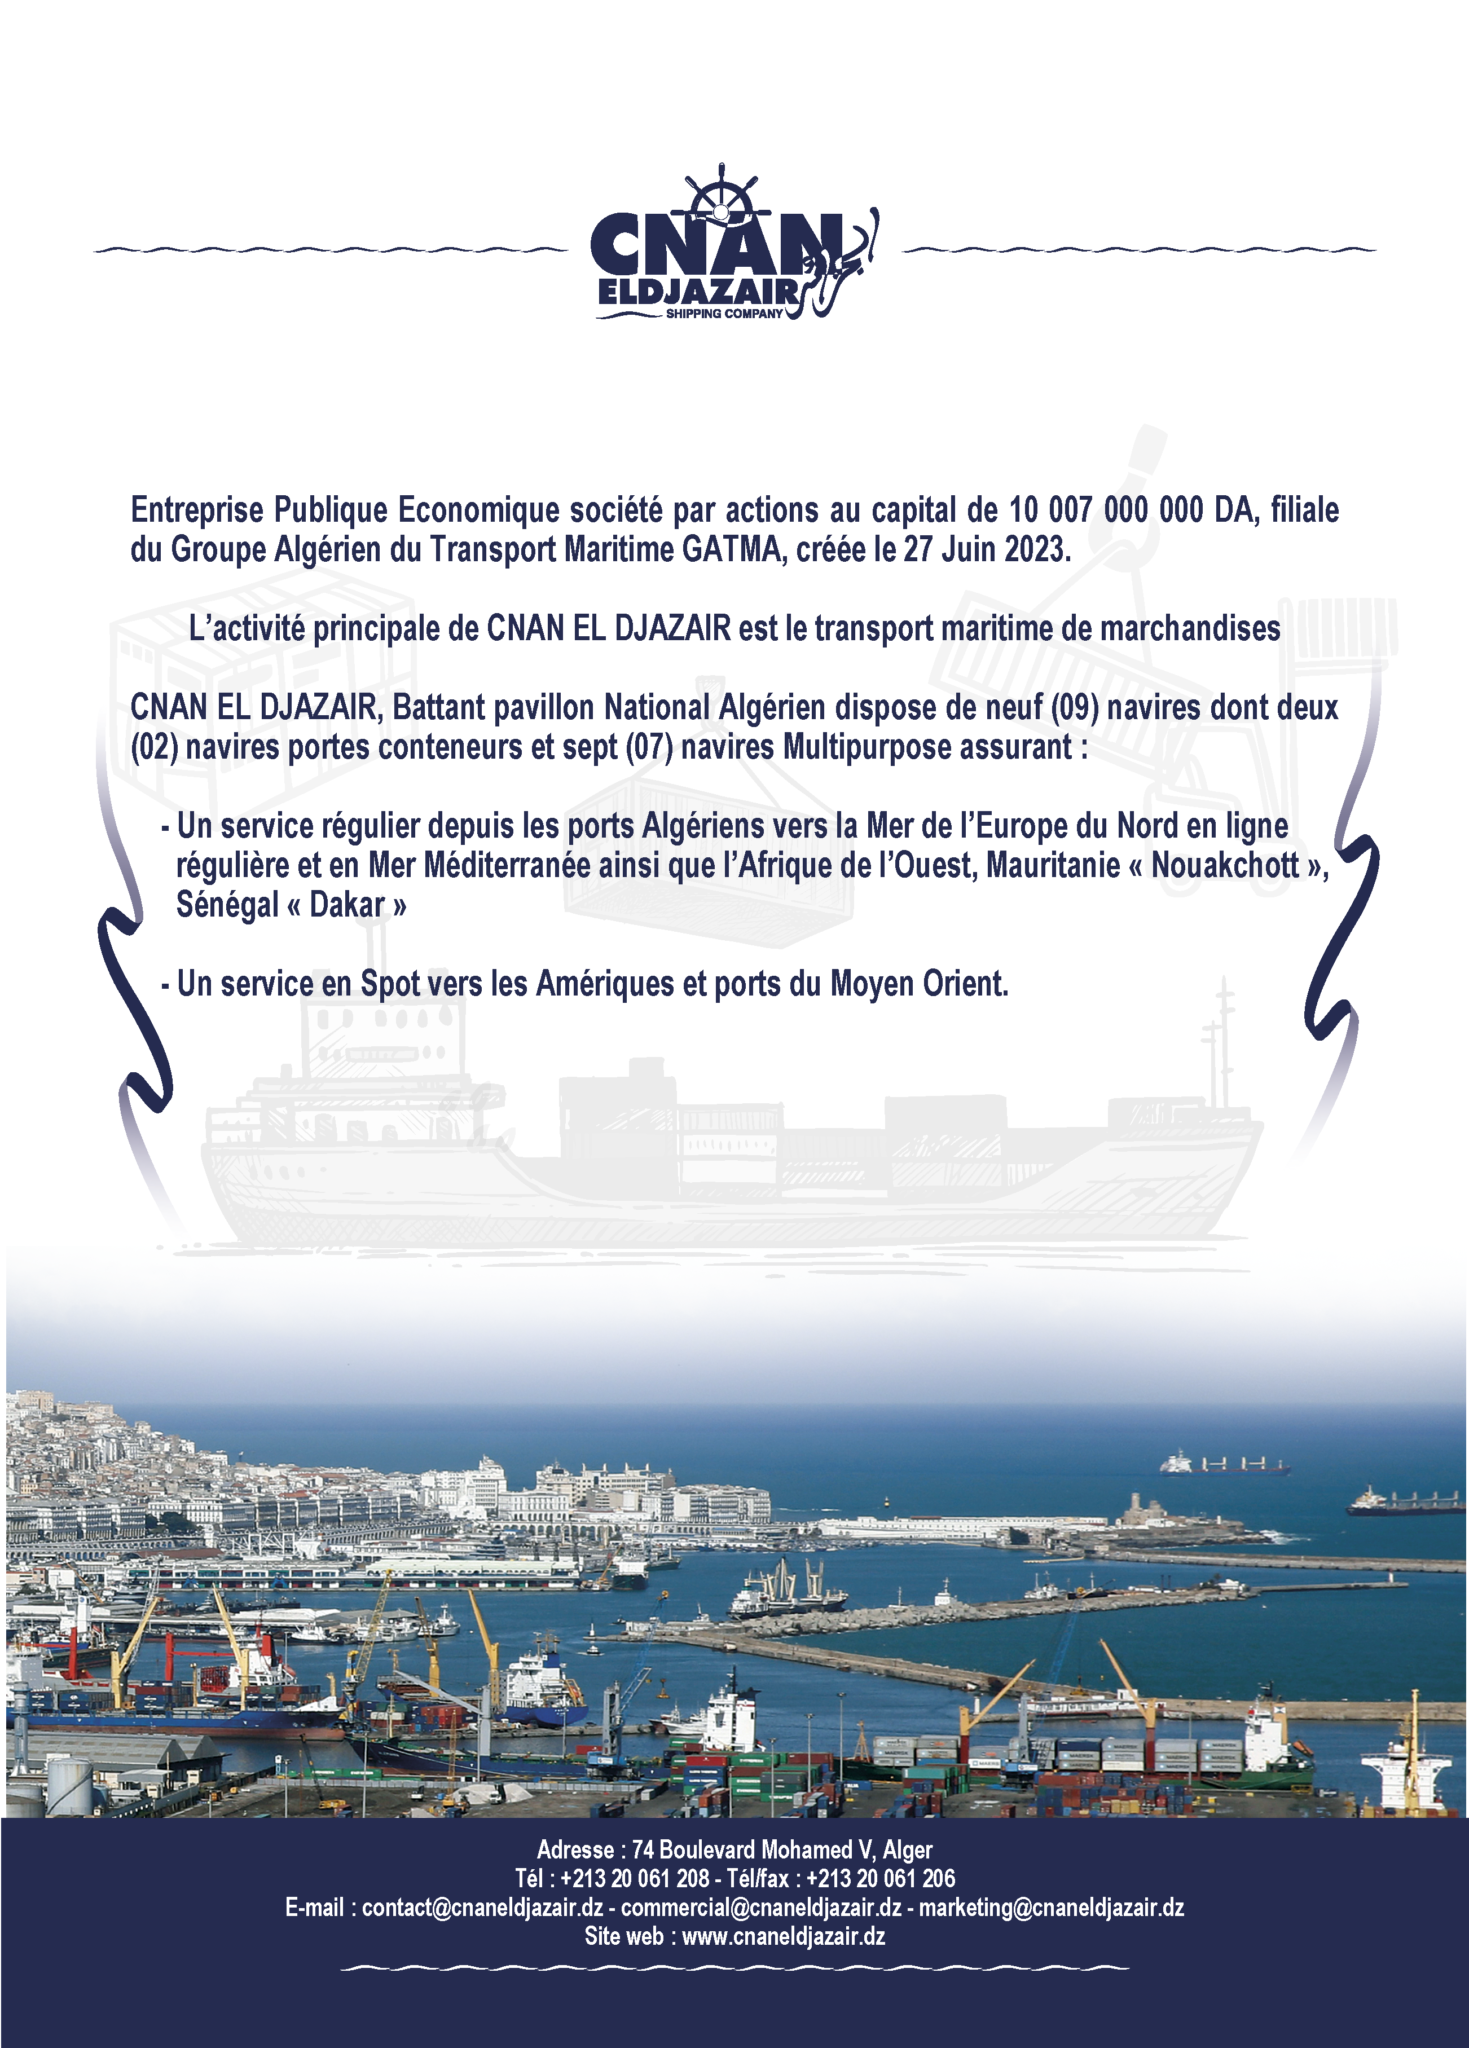 CNAN
ELDJAZAIR
SHIPPING COMPANY
الجزائر
Entreprise Publique Economique société par actions au capital de 10 007 000 000 DA, filiale
du Groupe Algérien du Transport Maritime GATMA, créée le 27 Juin 2023.
L’activité principale de CNAN EL DJAZAIR est le transport maritime de marchandises
CNAN EL DJAZAIR, Battant pavillon National Algérien dispose de neuf (09) navires dont deux
(02) navires portes conteneurs et sept (07) navires Multipurpose assurant :
- Un service régulier depuis les ports Algériens vers la Mer de l’Europe du Nord en ligne
régulière et en Mer Méditerranée ainsi que l’Afrique de l’Ouest, Mauritanie « Nouakchott »,
Sénégal « Dakar »
- Un service en Spot vers les Amériques et ports du Moyen Orient.
Adresse : 74 Boulevard Mohamed V, Alger
Tél : +213 20 061 208 - Tél/fax : +213 20 061 206
E-mail : contact@cnaneldjazair.dz - commercial@cnaneldjazair.dz - marketing@cnaneldjazair.dz
Site web : www.cnaneldjazair.dz